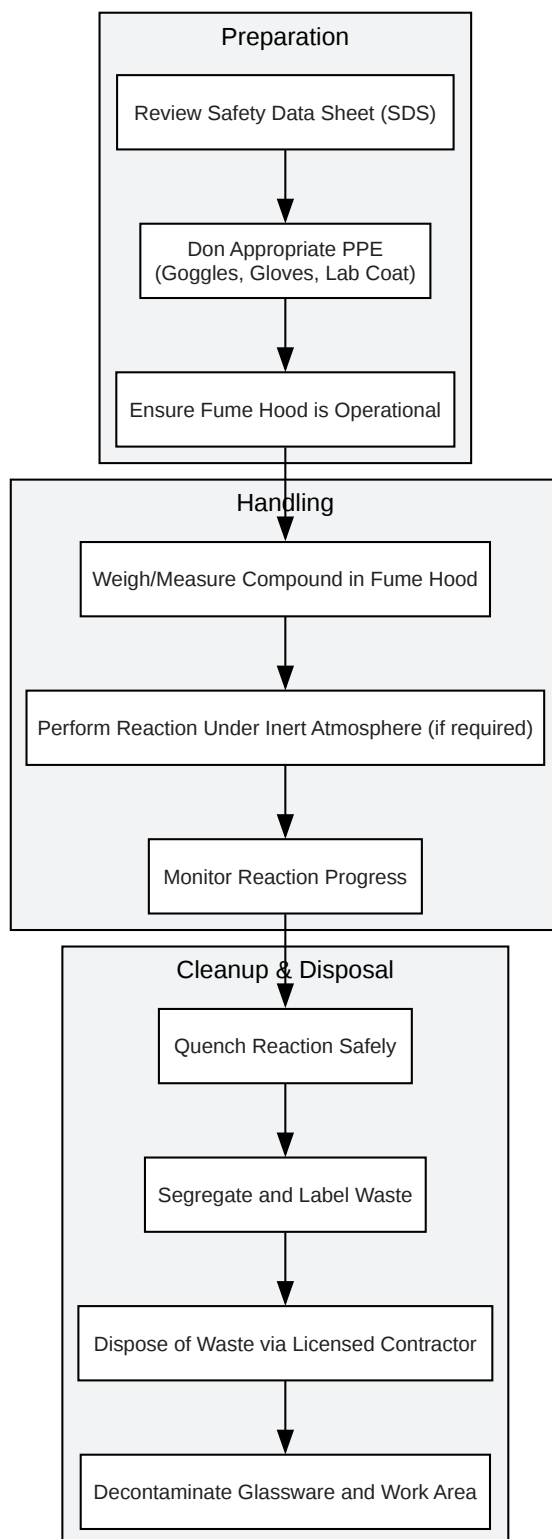 Preparation
Review Safety Data Sheet (SDS)
Don Appropriate PPE
(Goggles, Gloves, Lab Coat)
Ensure Fume Hood is Operational
Handling
Weigh/Measure Compound in Fume Hood
Perform Reaction Under Inert Atmosphere (if required)
Monitor Reaction Progress
Cleanup & Disposal
Quench Reaction Safely
Segregate and Label Waste
Dispose of Waste via Licensed Contractor
Decontaminate Glassware and Work Area